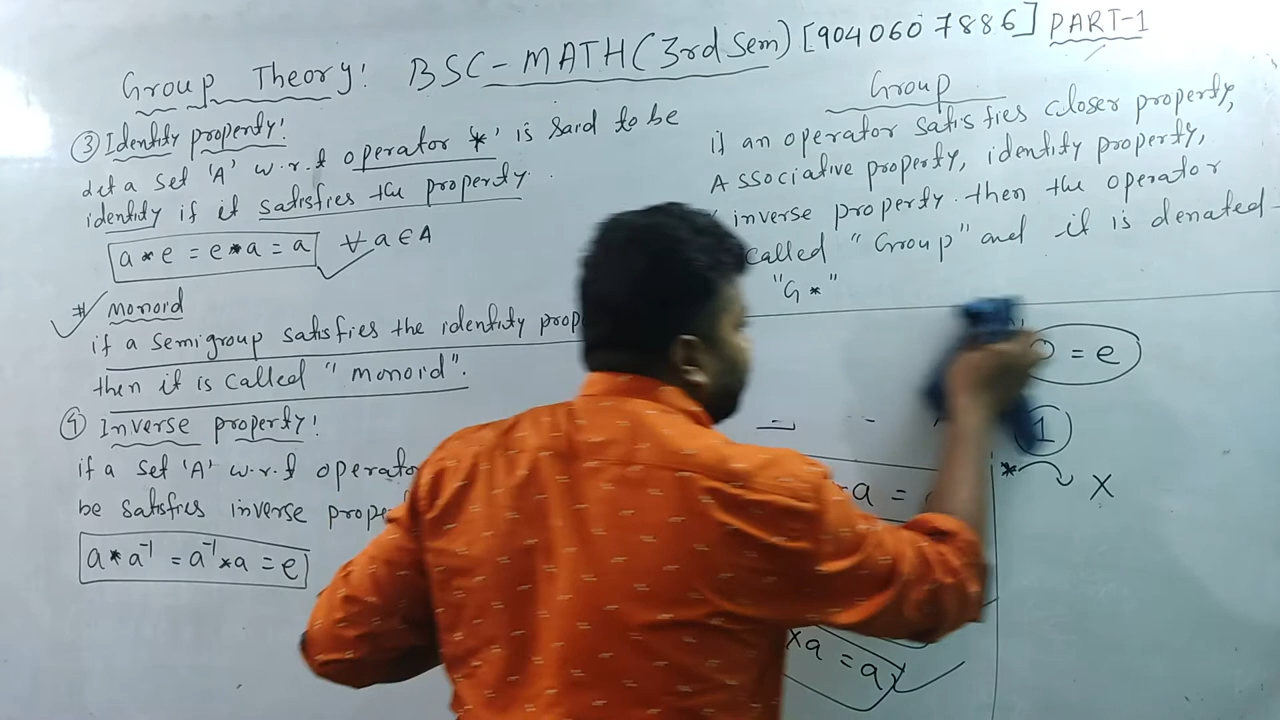 Group Theory! BSC-MATH(3rd Sem) [9040607886] PART-1
③ Identity property!
Let a set 'A' w.r.t operator '*' is said to be
identity if it satisfies the property.
a * e = e * a = a ∀ a ∈ A
# monoid
if a semigroup satisfies the identity prop
then it is called "monoid".
④ Inverse property!
if a set 'A' w.r.t operato
be satisfies inverse prope
a * a⁻¹ = a⁻¹ * a = e
Group
if an operator satisfies closer property,
Associative property, identity property,
inverse property. then the operator
called "Group" and it is denated
"G *"
0 = e
1
* X
a =
x a = a